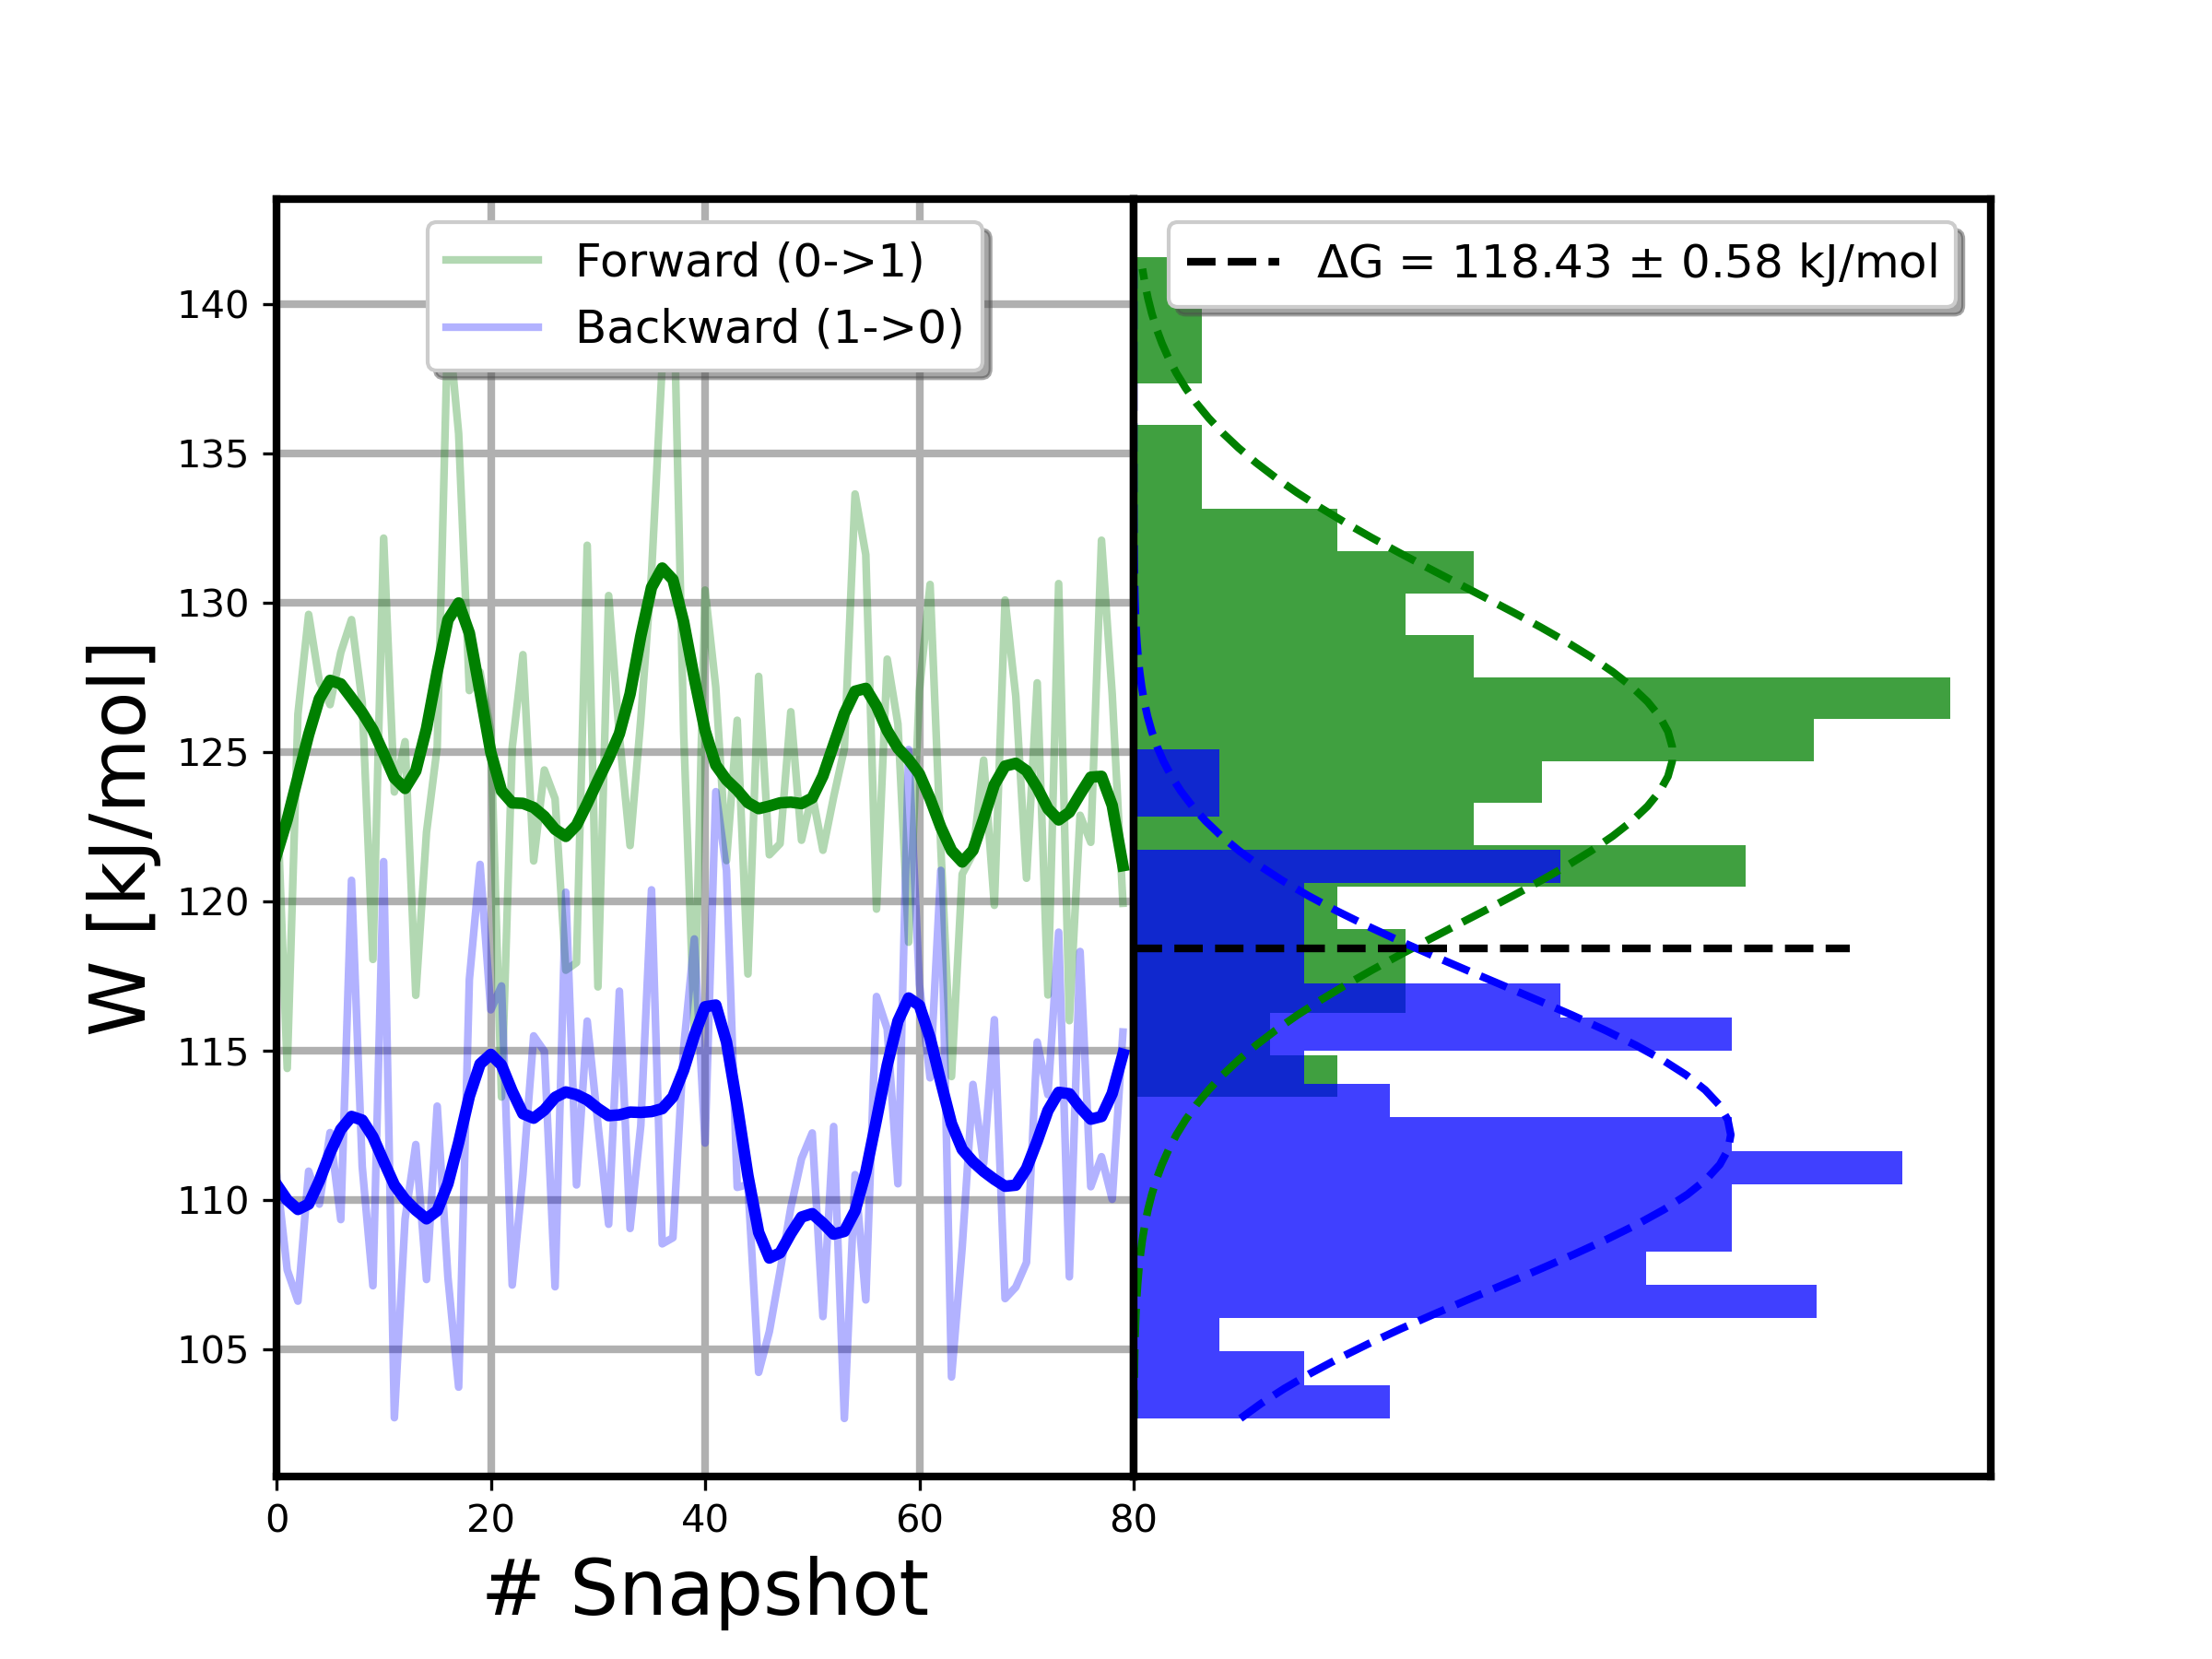 Forward (0->1)
Backward (1->0)
ΔG = 118.43 ± 0.58 kJ/mol
140
135
130
125
120
115
110
105
W [kJ/mol]
0 20 40 60 80
# Snapshot